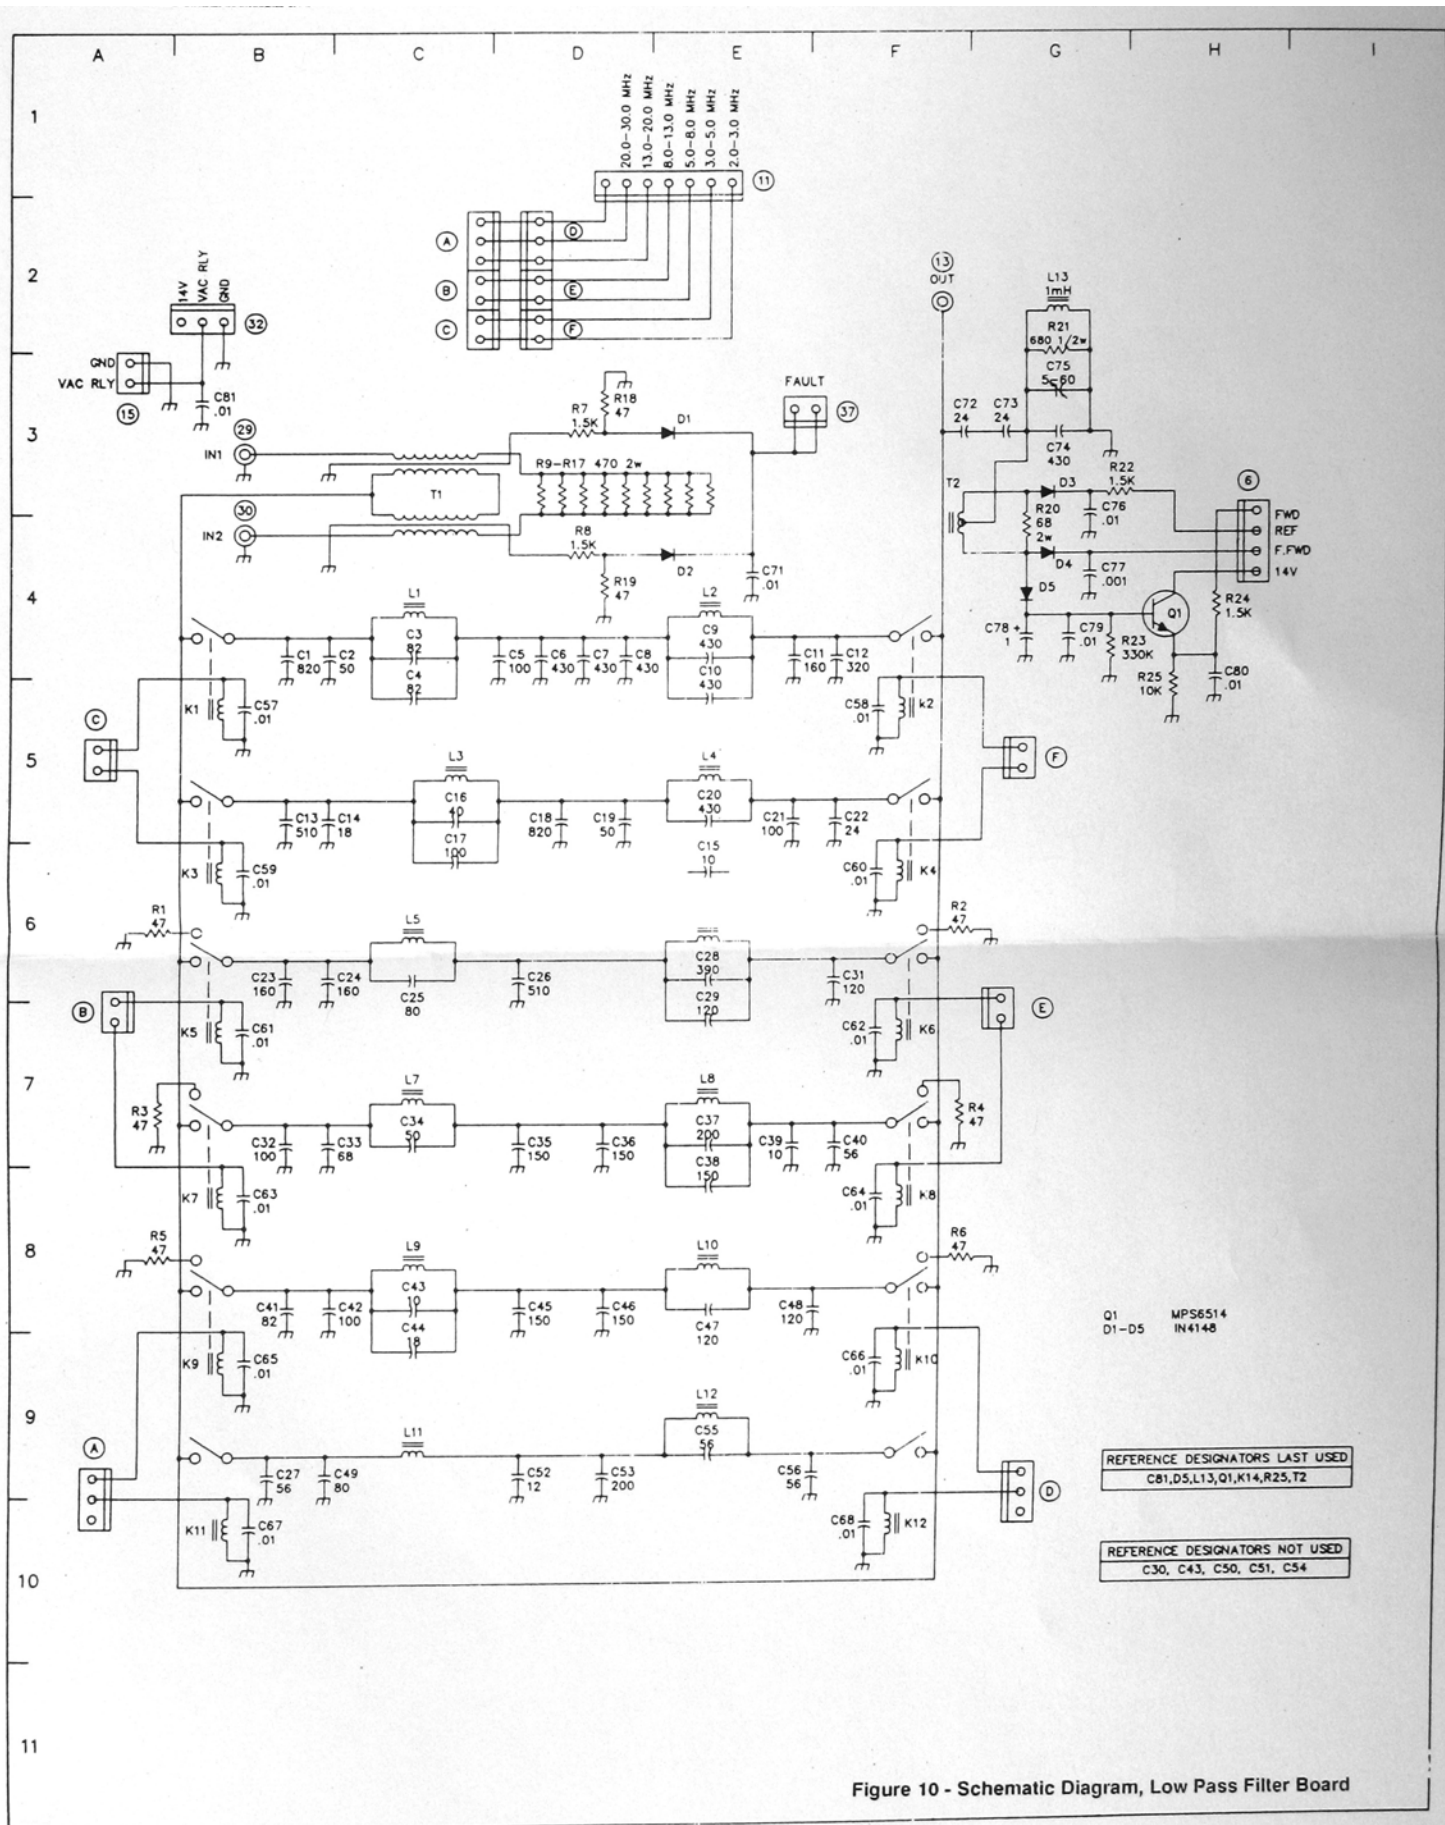 A B C D E F G H I
1
20.0-30.0 MHz
13.0-20.0 MHz
8.0-13.0 MHz
5.0-8.0 MHz
3.0-5.0 MHz
2.0-3.0 MHz
11
A
D
B
E
C
F
2
14V
VAC RLY
GND
32
GND
VAC RLY
15
C81
.01
13
OUT
L13
1mH
R21
680 1/2w
C75
5-60
C72
24
C73
24
C74
430
3
29
IN1
30
IN2
T1
R7
1.5K
R18
47
D1
R9-R17 470 2w
R8
1.5K
R19
47
D2
C71
.01
FAULT
37
T2
D3
R22
1.5K
R20
68
2w
C76
.01
D4
C77
.001
D5
6
FWD
REF
F.FWD
14V
4
C78 +
1
C79
.01
R23
330K
Q1
R24
1.5K
R25
10K
C80
.01
L1
C3
82
C4
82
L2
C9
430
C10
430
C1
820
C2
50
C5
100
C6
430
C7
430
C8
430
C11
160
C12
320
K1
C57
.01
C58
.01
k2
5
C
F
L3
C16
40
C17
100
L4
C20
430
C15
10
C13
510
C14
18
C18
820
C19
50
C21
100
C22
24
K3
C59
.01
C60
.01
K4
6
R1
47
R2
47
L5
C25
80
C28
390
C29
120
C23
160
C24
160
C26
510
C31
120
B
E
K5
C61
.01
C62
.01
K6
7
R3
47
R4
47
L7
C34
50
L8
C37
200
C38
150
C32
100
C33
68
C35
150
C36
150
C39
10
C40
56
K7
C63
.01
C64
.01
K8
8
R5
47
R6
47
L9
C43
10
C44
18
L10
C47
120
C41
82
C42
100
C45
150
C46
150
C48
120
K9
C65
.01
C66
.01
K10
Q1 MPS6514
D1-D5 IN4148
9
A
D
L11
L12
C55
56
C27
56
C49
80
C52
12
C53
200
C56
56
K11
C67
.01
C68
.01
K12
REFERENCE DESIGNATORS LAST USED
C81,D5,L13,Q1,K14,R25,T2
REFERENCE DESIGNATORS NOT USED
C30, C43, C50, C51, C54
10
11
Figure 10 - Schematic Diagram, Low Pass Filter Board